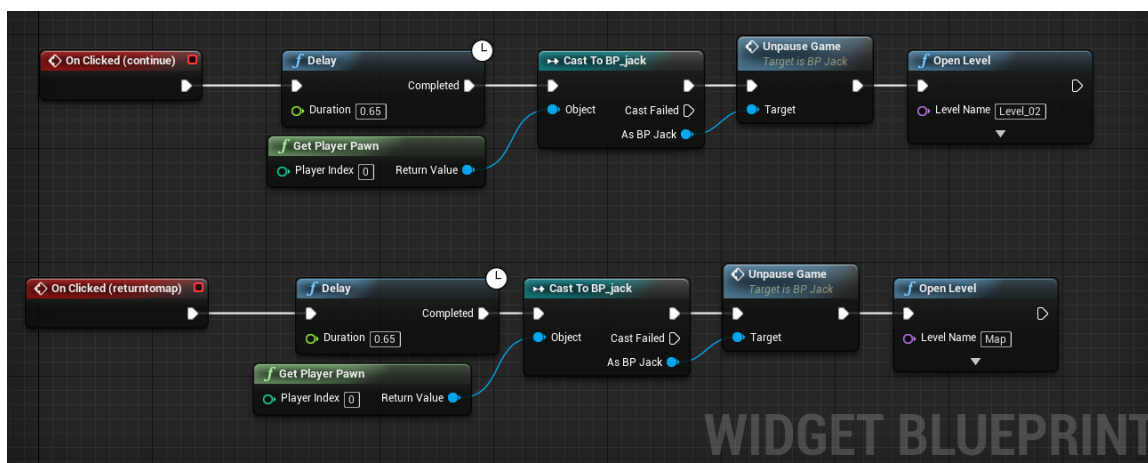 On Clicked (continue)
Delay
Completed
Duration 0.65
Get Player Pawn
Player Index 0 Return Value
Cast To BP_jack
Object Cast Failed
As BP Jack
Unpause Game
Target is BP Jack
Target
Open Level
Level Name Level_02
On Clicked (returntomap)
Delay
Completed
Duration 0.65
Get Player Pawn
Player Index 0 Return Value
Cast To BP_jack
Object Cast Failed
As BP Jack
Unpause Game
Target is BP Jack
Target
Open Level
Level Name Map
WIDGET BLUEPRINT